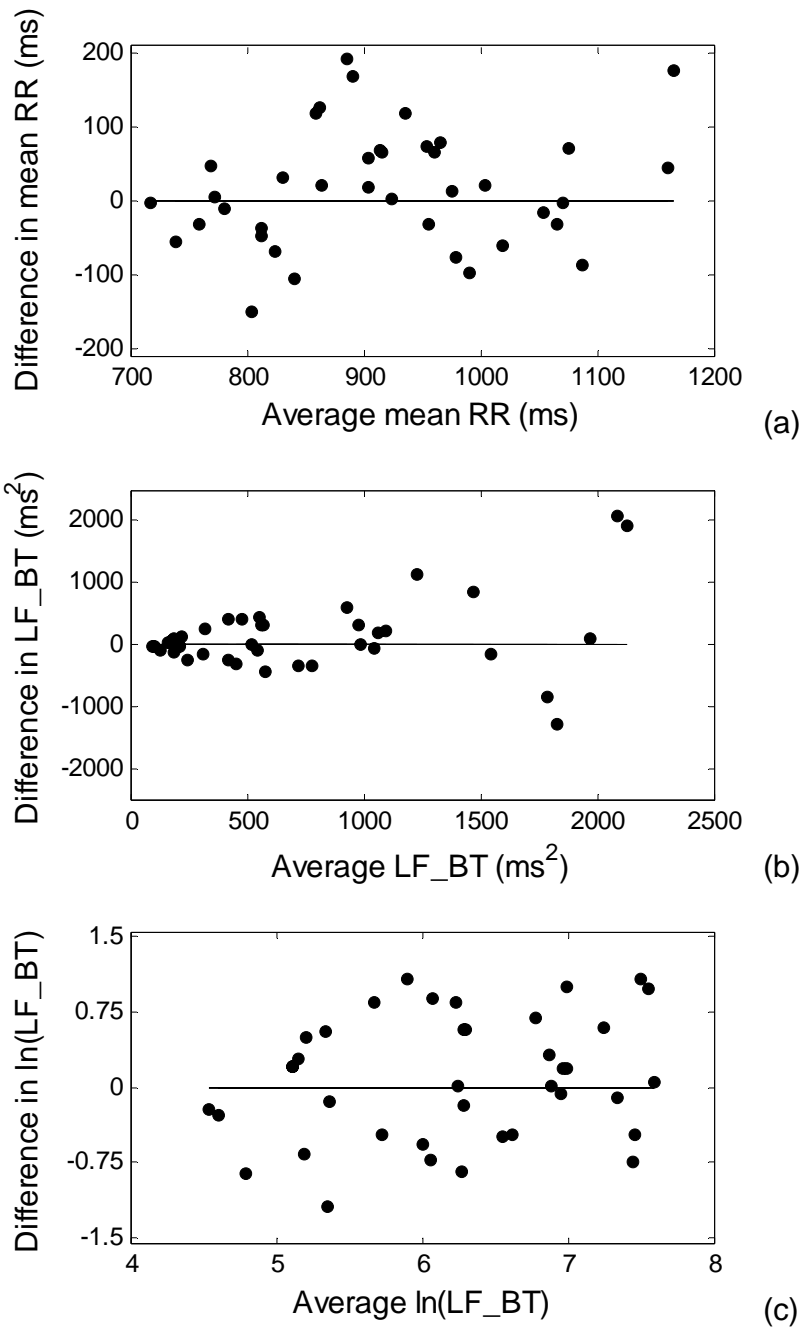 Difference in mean RR (ms)
200
100
0
-100
-200
700 800 900 1000 1100 1200
Average mean RR (ms)
(a)
Difference in LF_BT (ms²)
2000
1000
0
-1000
-2000
0 500 1000 1500 2000 2500
Average LF_BT (ms²)
(b)
Difference in ln(LF_BT)
1.5
0.75
0
-0.75
-1.5
4 5 6 7 8
Average ln(LF_BT)
(c)